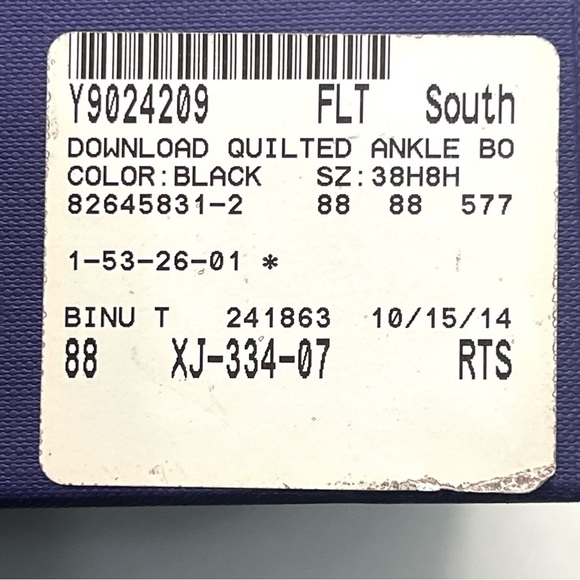 Y9024209 FLT South
DOWNLOAD QUILTED ANKLE BO
COLOR:BLACK SZ:38H8H
82645831-2 88 88 577
1-53-26-01 *
BINU T 241863 10/15/14
88 XJ-334-07 RTS